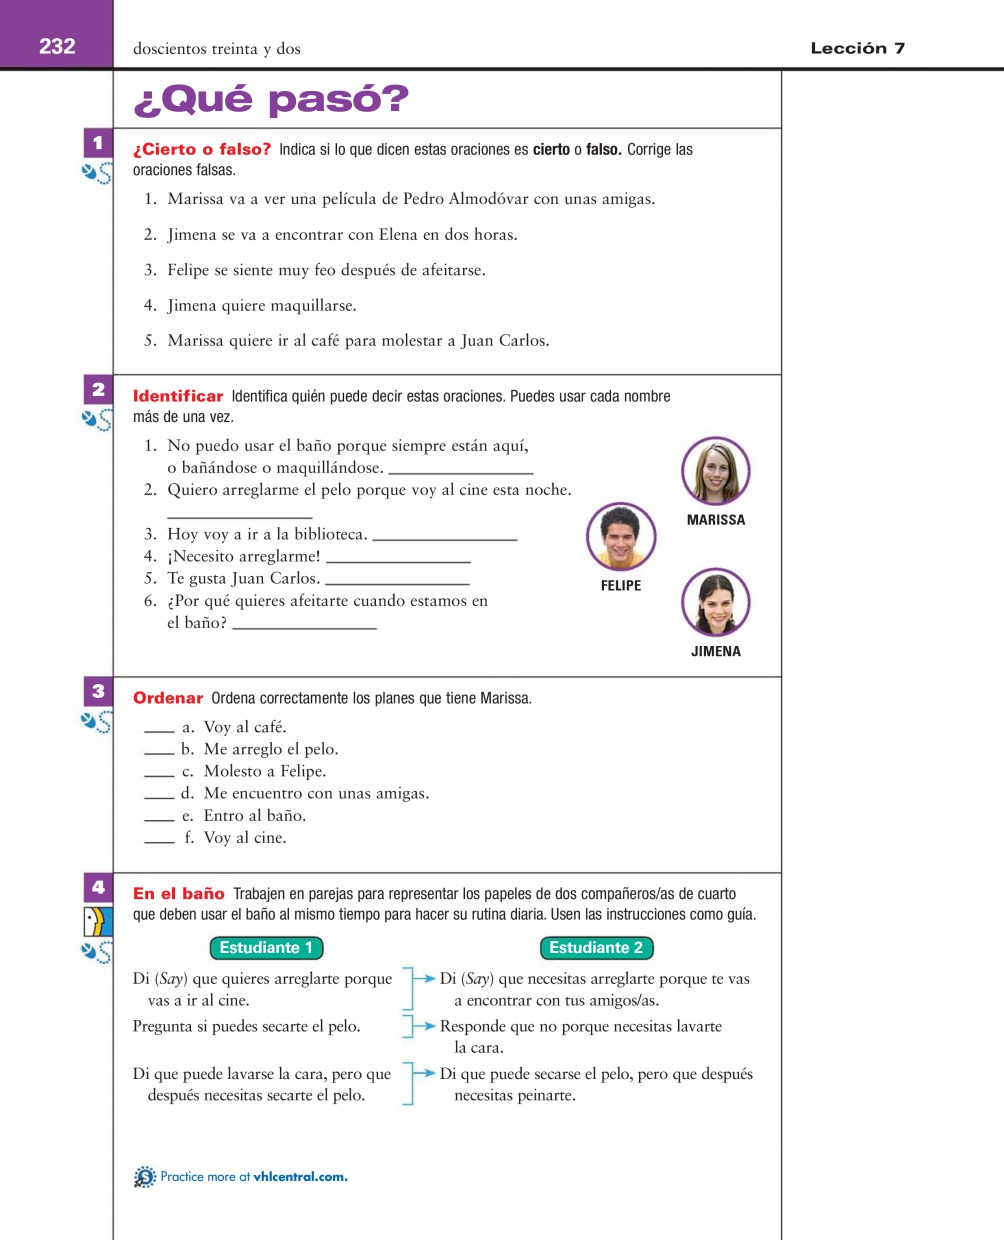 232
doscientos treinta y dos
Lección 7
¿Qué pasó?
1
¿Cierto o falso? Indica si lo que dicen estas oraciones es cierto o falso. Corrige las
oraciones falsas.
1. Marissa va a ver una película de Pedro Almodóvar con unas amigas.
2. Jimena se va a encontrar con Elena en dos horas.
3. Felipe se siente muy feo después de afeitarse.
4. Jimena quiere maquillarse.
5. Marissa quiere ir al café para molestar a Juan Carlos.
2
Identificar Identifica quién puede decir estas oraciones. Puedes usar cada nombre
más de una vez.
1. No puedo usar el baño porque siempre están aquí,
o bañándose o maquillándose. ________________
2. Quiero arreglarme el pelo porque voy al cine esta noche.
________________
3. Hoy voy a ir a la biblioteca. ________________
4. ¡Necesito arreglarme! ________________
5. Te gusta Juan Carlos. ________________
6. ¿Por qué quieres afeitarte cuando estamos en
el baño? ________________
MARISSA
FELIPE
JIMENA
3
Ordenar Ordena correctamente los planes que tiene Marissa.
____ a. Voy al café.
____ b. Me arreglo el pelo.
____ c. Molesto a Felipe.
____ d. Me encuentro con unas amigas.
____ e. Entro al baño.
____ f. Voy al cine.
4
En el baño Trabajen en parejas para representar los papeles de dos compañeros/as de cuarto
que deben usar el baño al mismo tiempo para hacer su rutina diaria. Usen las instrucciones como guía.
Estudiante 1
Estudiante 2
Di (Say) que quieres arreglarte porque
vas a ir al cine.
Di (Say) que necesitas arreglarte porque te vas
a encontrar con tus amigos/as.
Pregunta si puedes secarte el pelo.
Responde que no porque necesitas lavarte
la cara.
Di que puede lavarse la cara, pero que
después necesitas secarte el pelo.
Di que puede secarse el pelo, pero que después
necesitas peinarte.
Practice more at vhlcentral.com.